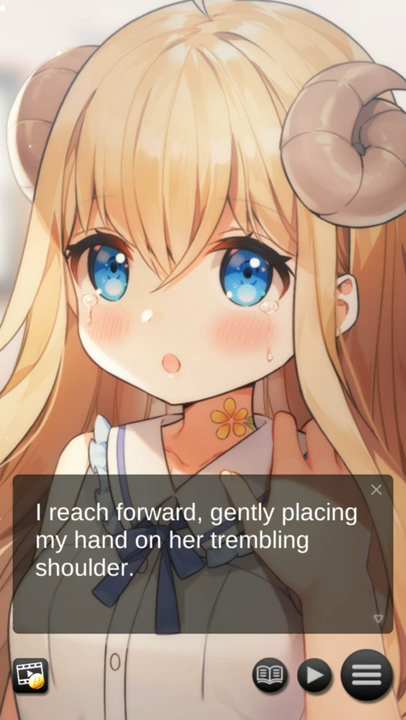 I reach forward, gently placing
my hand on her trembling
shoulder.